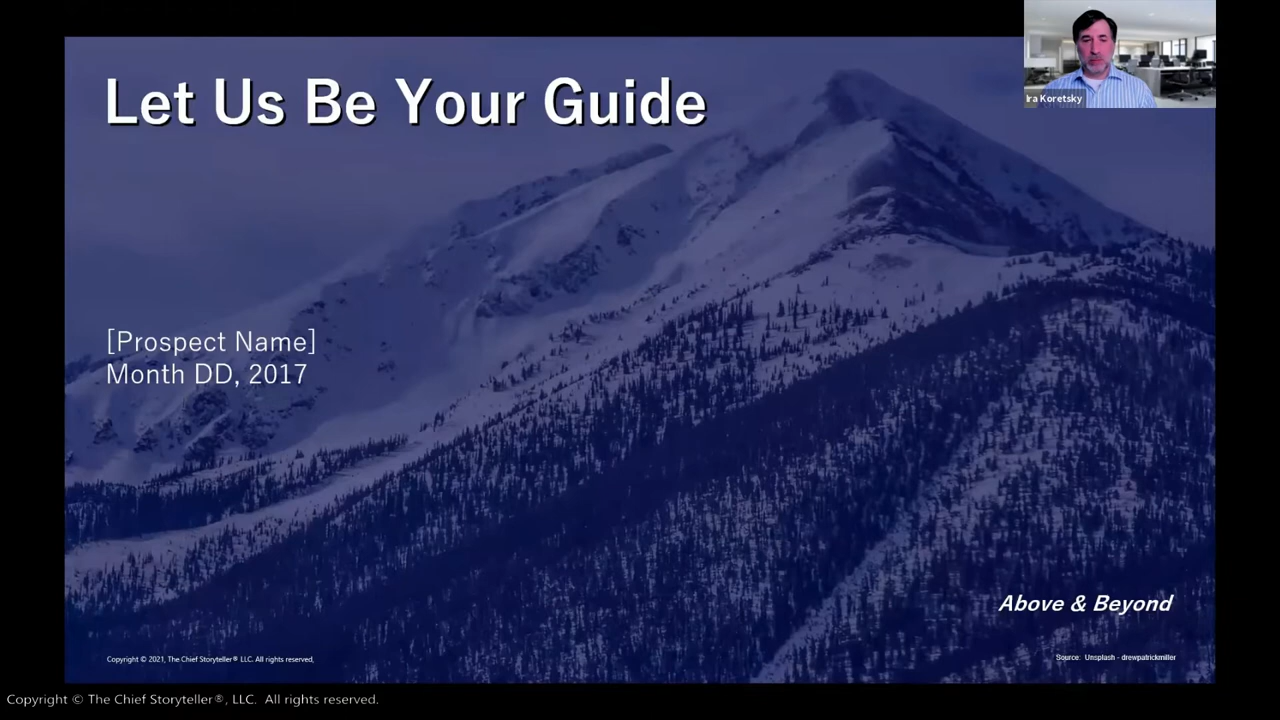 Let Us Be Your Guide
Ira Koretsky
[Prospect Name]
Month DD, 2017
Above & Beyond
Copyright © 2021, The Chief Storyteller® LLC. All rights reserved,
Source: Unsplash - drewpatrickmiller
Copyright © The Chief Storyteller®, LLC. All rights reserved.